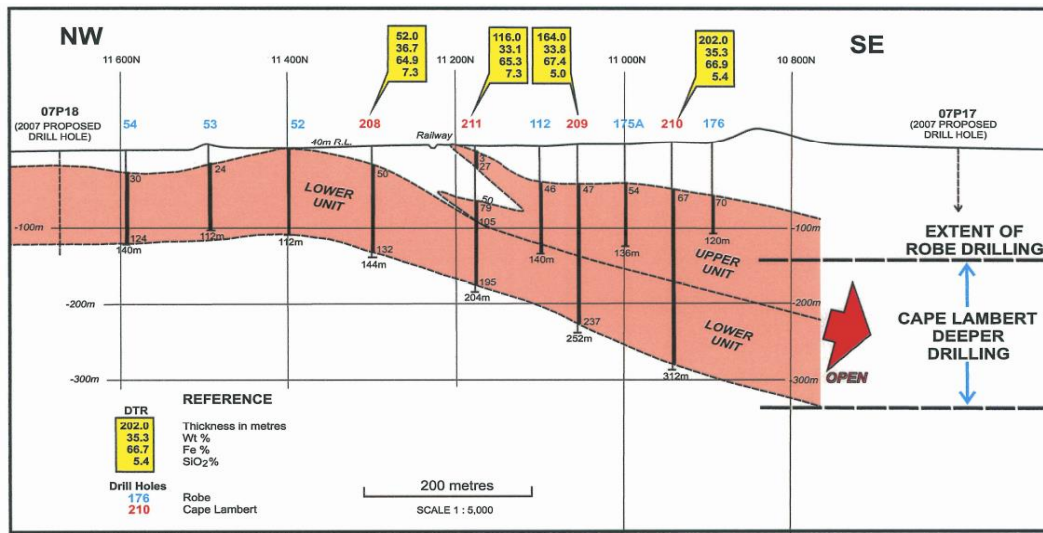 NW
SE
52.0
36.7
64.9
7.3
116.0
33.1
65.3
7.3
164.0
33.8
67.4
5.0
202.0
35.3
66.9
5.4
11 600
11 400
11 200
11 000
10 800
07P18
(2007 PROPOSED
DRILL HOLE)
54
53
52
208
Railway
211
112
209
175A
210
176
07P17
(2007 PROPOSED
DRILL HOLE)
40m R.L.
30
24
50
3
27
46
47
54
67
70
LOWER
UNIT
50
79
105
-100m
-100m
124
140m
112m
112m
132
144m
140m
136m
120m
UPPER
UNIT
EXTENT OF
ROBE DRILLING
195
204m
-200m
-200m
237
252m
LOWER
UNIT
CAPE LAMBERT
DEEPER
DRILLING
312m
OPEN
-300m
-300m
REFERENCE
DTR
202.0 Thickness in metres
35.3 Wt %
66.7 Fe %
5.4 SiO2%
Drill Holes
176 Robe
210 Cape Lambert
200 metres
SCALE 1 : 5,000